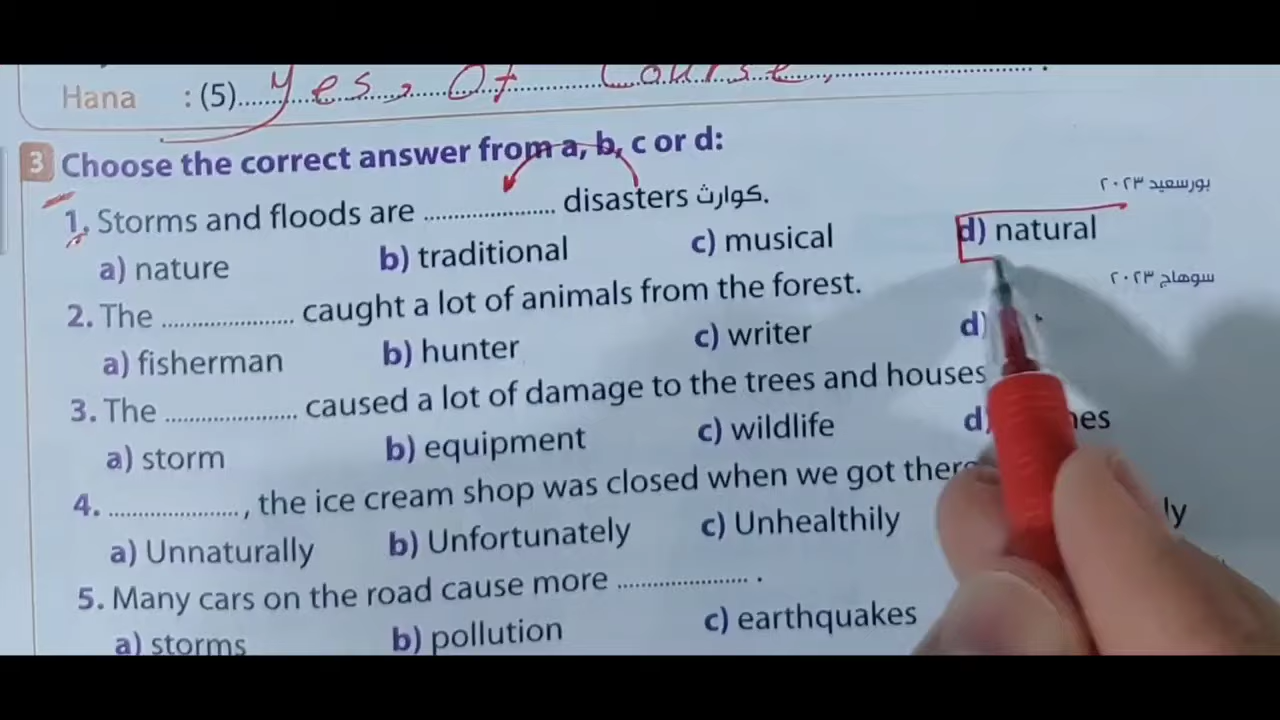 Hana : (5) Yes, Of Course,
3 Choose the correct answer from a, b, c or d:
1. Storms and floods are .................... disasters كوارث.
بورسعيد ٢٠٢٣
a) nature b) traditional c) musical d) natural
2. The .................... caught a lot of animals from the forest.
سوهاج ٢٠٢٣
a) fisherman b) hunter c) writer d)
3. The .................... caused a lot of damage to the trees and houses
a) storm b) equipment c) wildlife d)
4. ...................., the ice cream shop was closed when we got there
a) Unnaturally b) Unfortunately c) Unhealthily
5. Many cars on the road cause more .................... .
a) storms b) pollution c) earthquakes